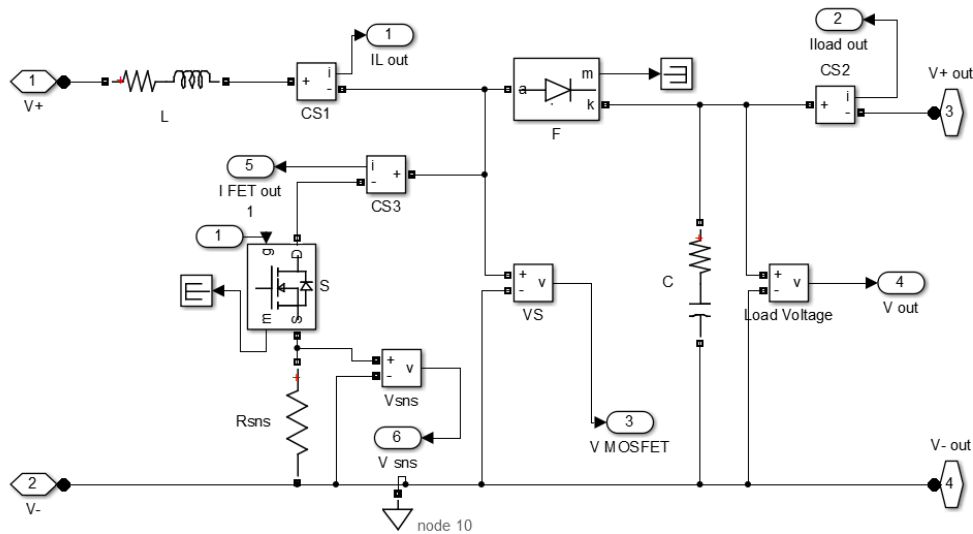 1
V+
L
+
i
-
CS1
1
IL out
a
m
k
F
2
Iload out
CS2
+
i
-
V+ out
3
5
I FET out
i
-
+
CS3
1
1
g
D
m
S
S
+
-
v
VS
C
+
-
v
Load Voltage
4
V out
+
-
v
Vsns
Rsns
6
V sns
3
V MOSFET
2
V-
node 10
V- out
4